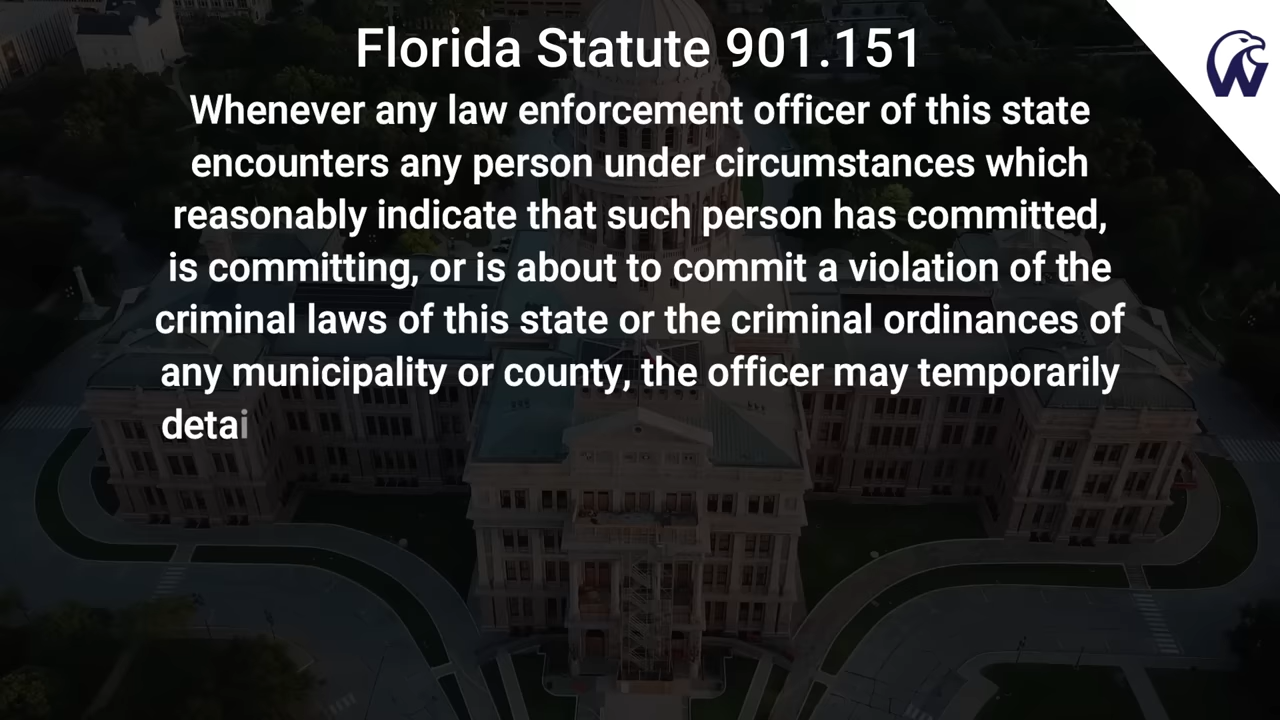 Florida Statute 901.151
Whenever any law enforcement officer of this state
encounters any person under circumstances which
reasonably indicate that such person has committed,
is committing, or is about to commit a violation of the
criminal laws of this state or the criminal ordinances of
any municipality or county, the officer may temporarily
detai